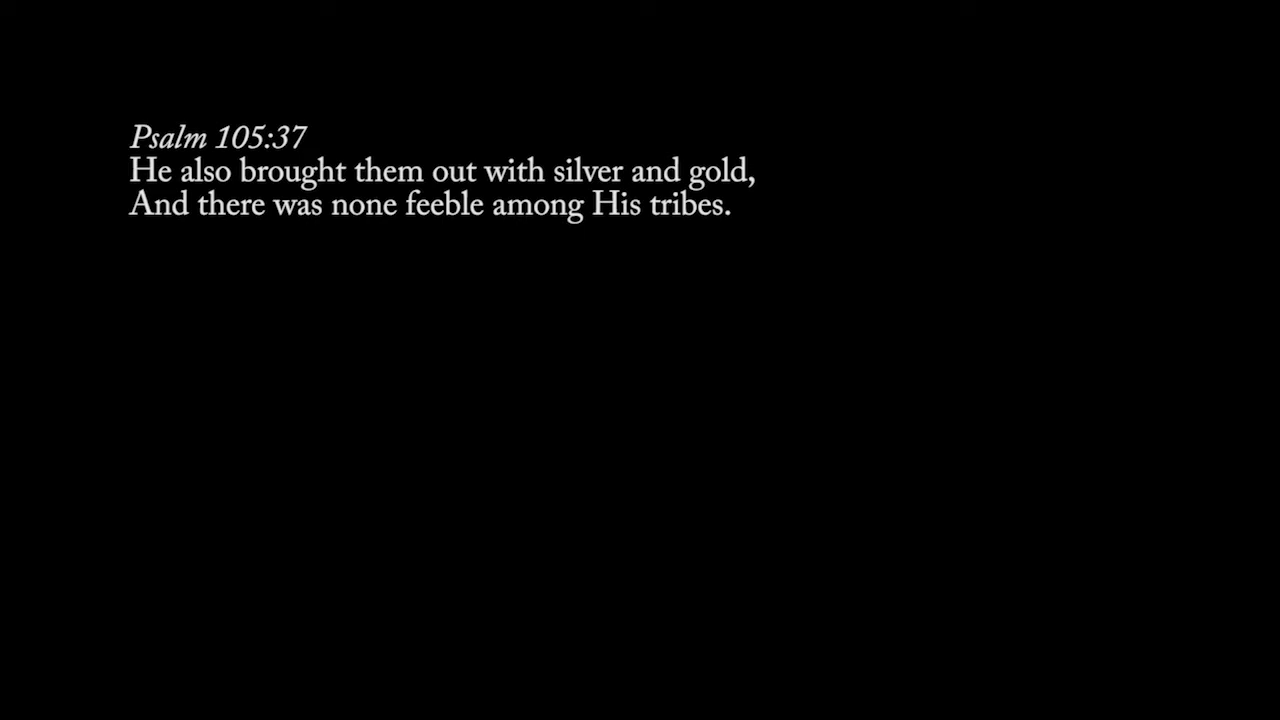 Psalm 105:37
He also brought them out with silver and gold,
And there was none feeble among His tribes.